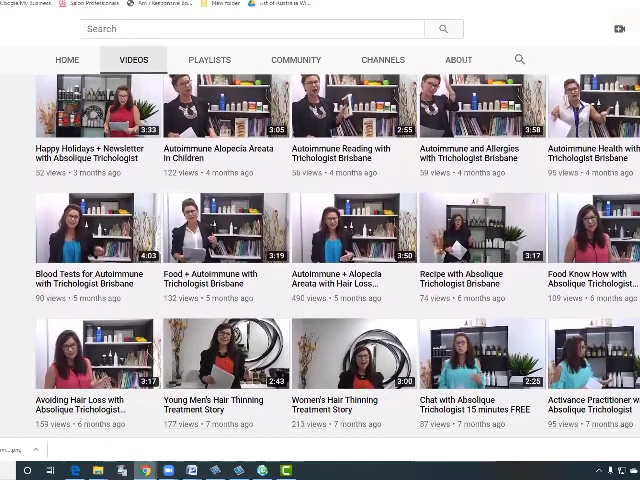 Google My Business
Salon Professionals
Am I Responsive Bo...
New folder
List of Australia Wi...
Search
HOME
VIDEOS
PLAYLISTS
COMMUNITY
CHANNELS
ABOUT
3:33
3:05
2:55
3:58
Happy Holidays + Newsletter
with Absolique Trichologist
52 views • 3 months ago
Autoimmune Alopecia Areata
in Children
122 views • 4 months ago
Autoimmune Reading with
Trichologist Brisbane
56 views • 4 months ago
Autoimmune and Allergies
with Trichologist Brisbane
59 views • 4 months ago
Autoimmune Health with
Trichologist Brisbane
95 views • 4 months ago
4:03
3:19
3:50
3:17
Blood Tests for Autoimmune
with Trichologist Brisbane
90 views • 5 months ago
Food + Autoimmune with
Trichologist Brisbane
132 views • 5 months ago
Autoimmune + Alopecia
Areata with Hair Loss...
490 views • 5 months ago
Recipe with Absolique
Trichologist Brisbane
74 views • 6 months ago
Food Know How with
Absolique Trichologist...
109 views • 6 months ago
3:17
2:43
3:00
2:25
Avoiding Hair Loss with
Absolique Trichologist...
159 views • 6 months ago
Young Men's Hair Thinning
Treatment Story
177 views • 7 months ago
Women's Hair Thinning
Treatment Story
213 views • 7 months ago
Chat with Absolique
Trichologist 15 minutes FREE
87 views • 7 months ago
Activance Practitioner w
Absolique Trichologist
95 views • 7 months ago
m....png